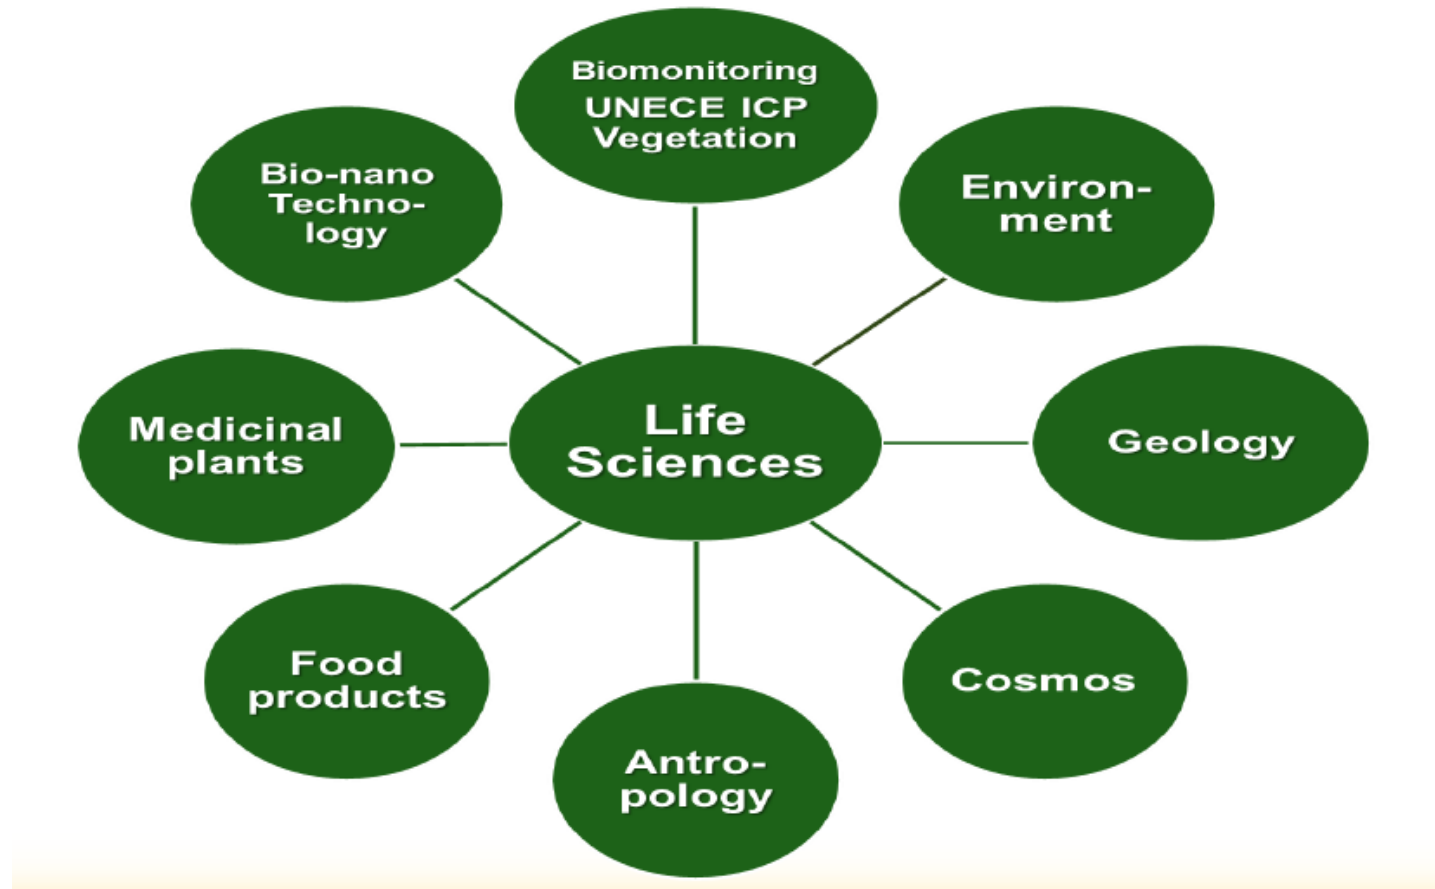 Biomonitoring
UNECE ICP
Vegetation
Bio-nano
Techno-
logy
Environ-
ment
Medicinal
plants
Life
Sciences
Geology
Food
products
Cosmos
Antro-
pology